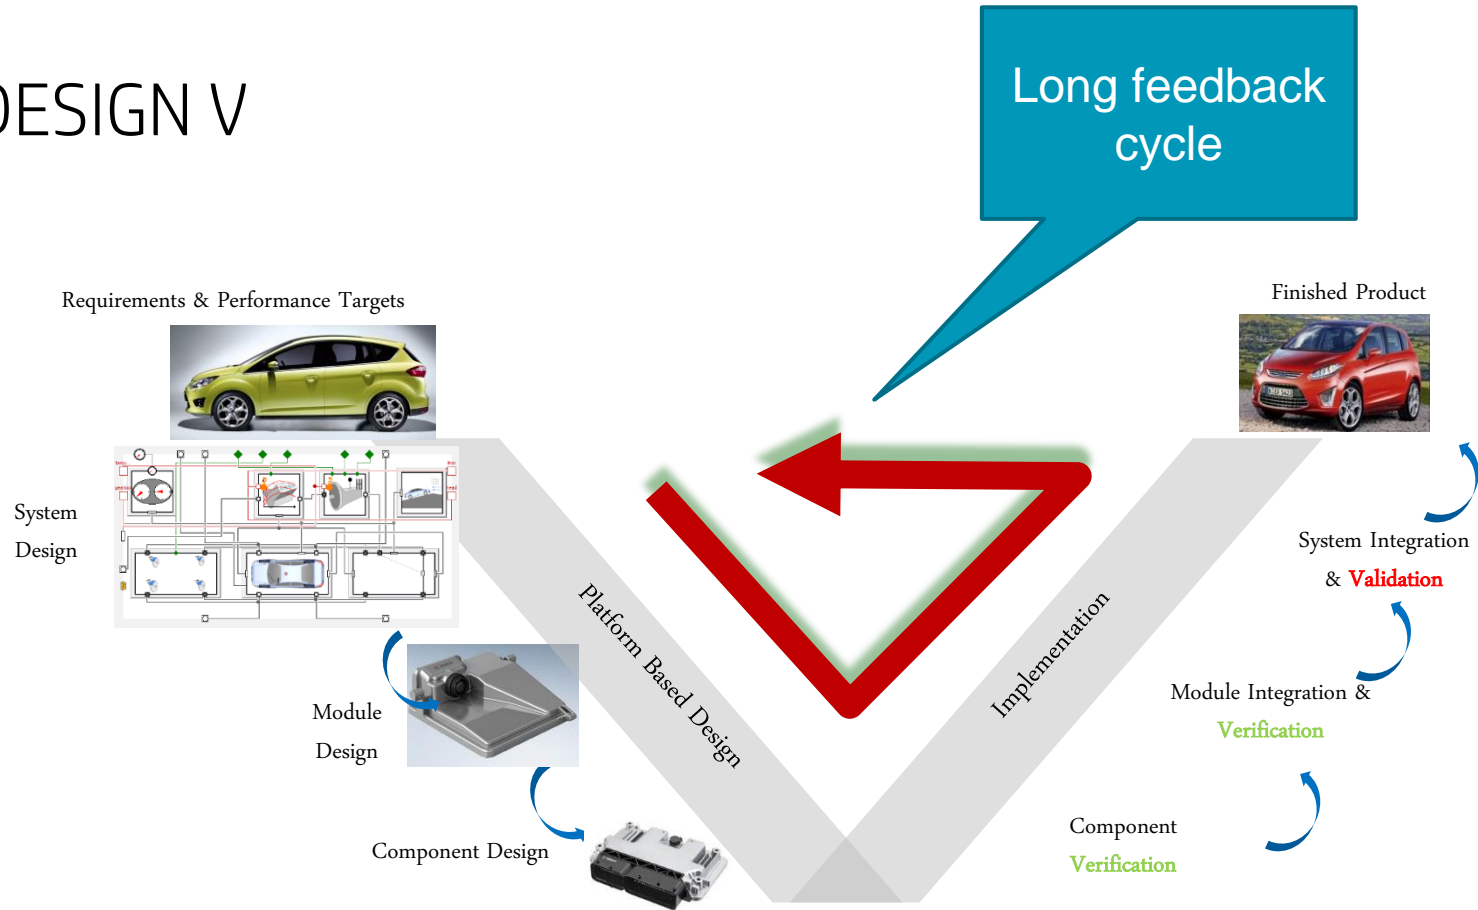 DESIGN V
Long feedback
cycle
Requirements & Performance Targets
Finished Product
System
Design
System Integration
& Validation
Platform Based Design
Implementation
Module
Design
Module Integration &
Verification
Component Design
Component
Verification